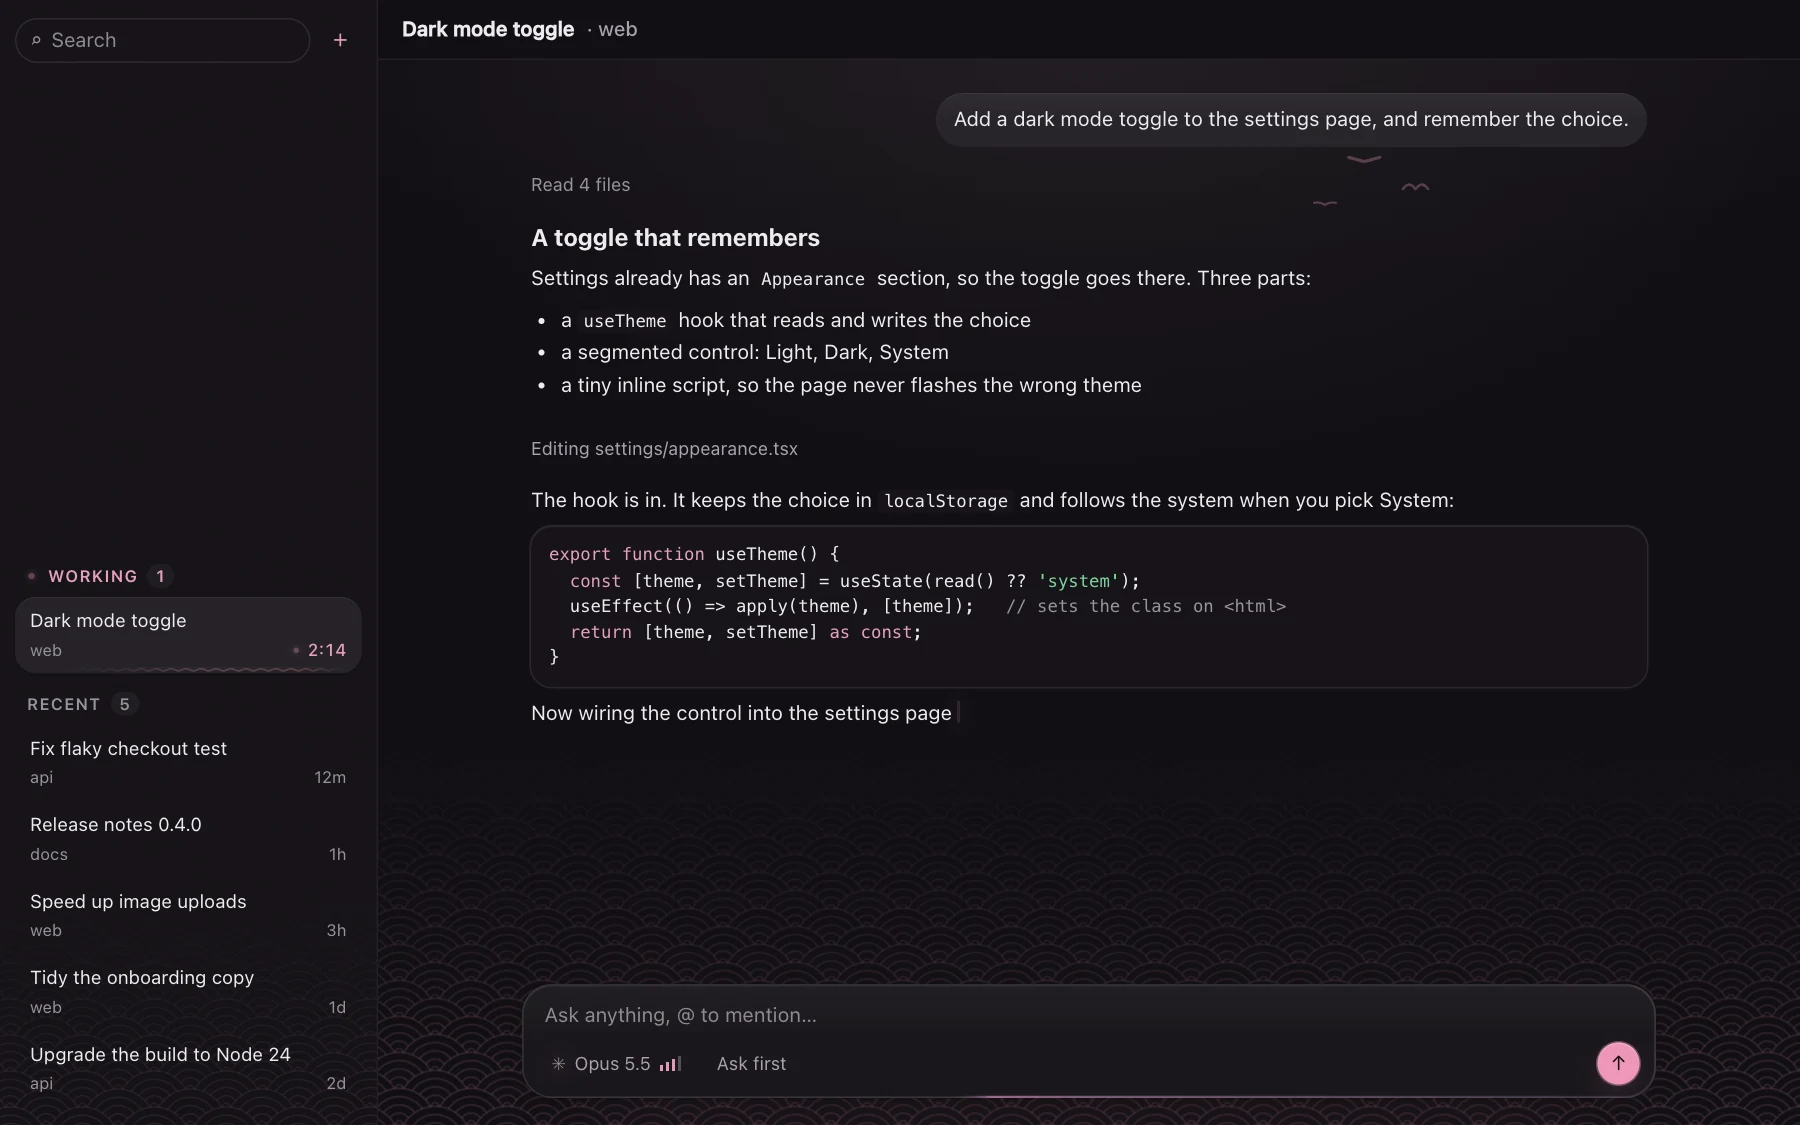 Search
+
WORKING 1
Dark mode toggle
web
2:14
RECENT 5
Fix flaky checkout test
api
12m
Release notes 0.4.0
docs
1h
Speed up image uploads
web
3h
Tidy the onboarding copy
web
1d
Upgrade the build to Node 24
api
2d
Dark mode toggle · web
Add a dark mode toggle to the settings page, and remember the choice.
Read 4 files
A toggle that remembers
Settings already has an Appearance section, so the toggle goes there. Three parts:
• a useTheme hook that reads and writes the choice
• a segmented control: Light, Dark, System
• a tiny inline script, so the page never flashes the wrong theme
Editing settings/appearance.tsx
The hook is in. It keeps the choice in localStorage and follows the system when you pick System:
export function useTheme() {
  const [theme, setTheme] = useState(read() ?? 'system');
  useEffect(() => apply(theme), [theme]);   // sets the class on <html>
  return [theme, setTheme] as const;
}
Now wiring the control into the settings page
Ask anything, @ to mention...
Opus 5.5
Ask first